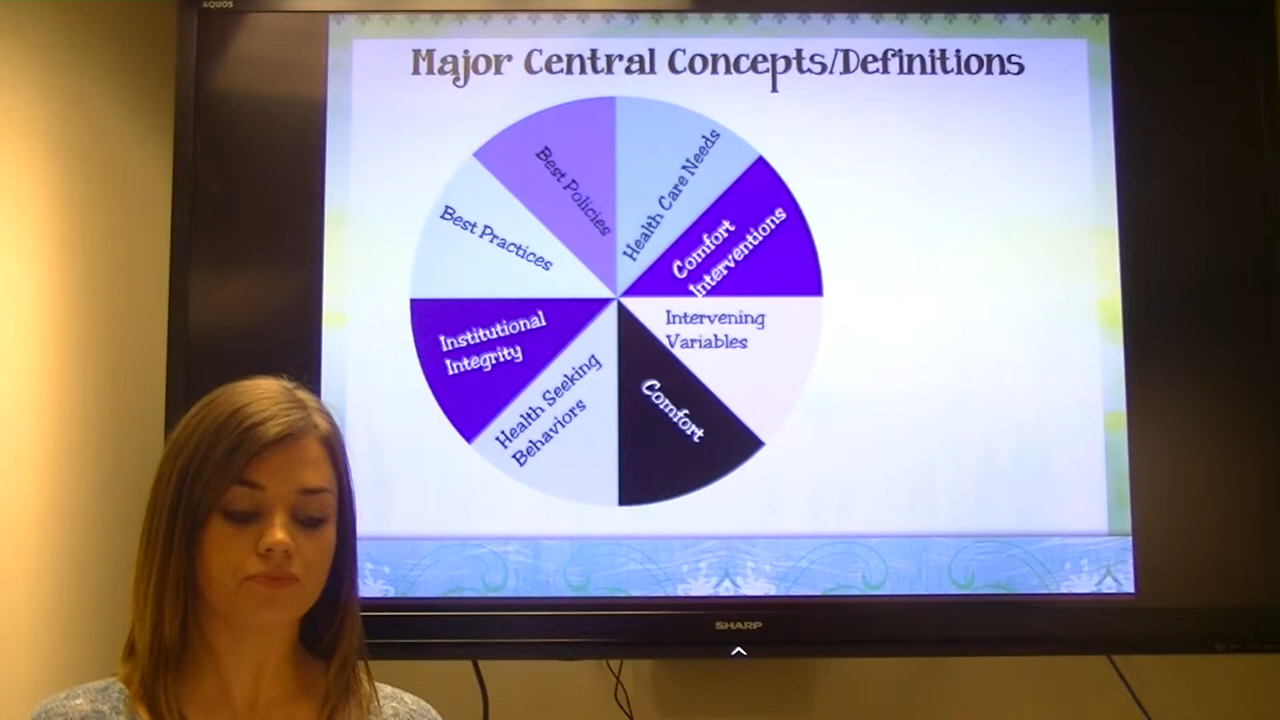 AQUOS
Major Central Concepts/Definitions
Best Policies
Health Care Needs
Best Practices
Comfort
Interventions
Institutional
Integrity
Intervening
Variables
Health Seeking
Behaviors
Comfort
SHARP